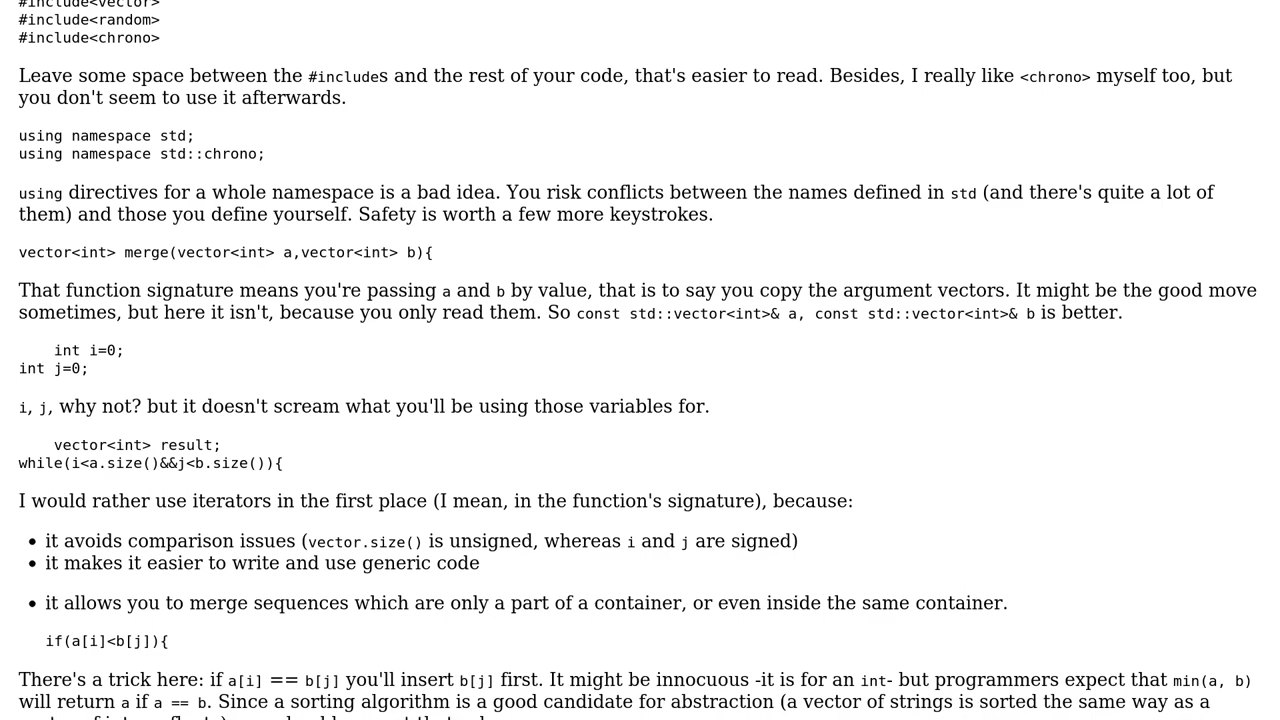 #include<vector>
#include<random>
#include<chrono>
Leave some space between the #includes and the rest of your code, that's easier to read. Besides, I really like <chrono> myself too, but
you don't seem to use it afterwards.
using namespace std;
using namespace std::chrono;
using directives for a whole namespace is a bad idea. You risk conflicts between the names defined in std (and there's quite a lot of
them) and those you define yourself. Safety is worth a few more keystrokes.
vector<int> merge(vector<int> a,vector<int> b){
That function signature means you're passing a and b by value, that is to say you copy the argument vectors. It might be the good move
sometimes, but here it isn't, because you only read them. So const std::vector<int>& a, const std::vector<int>& b is better.
int i=0;
int j=0;
i, j, why not? but it doesn't scream what you'll be using those variables for.
vector<int> result;
while(i<a.size()&&j<b.size()){
I would rather use iterators in the first place (I mean, in the function's signature), because:
• it avoids comparison issues (vector.size() is unsigned, whereas i and j are signed)
• it makes it easier to write and use generic code
• it allows you to merge sequences which are only a part of a container, or even inside the same container.
if(a[i]<b[j]){
There's a trick here: if a[i] == b[j] you'll insert b[j] first. It might be innocuous -it is for an int- but programmers expect that min(a, b)
will return a if a == b. Since a sorting algorithm is a good candidate for abstraction (a vector of strings is sorted the same way as a